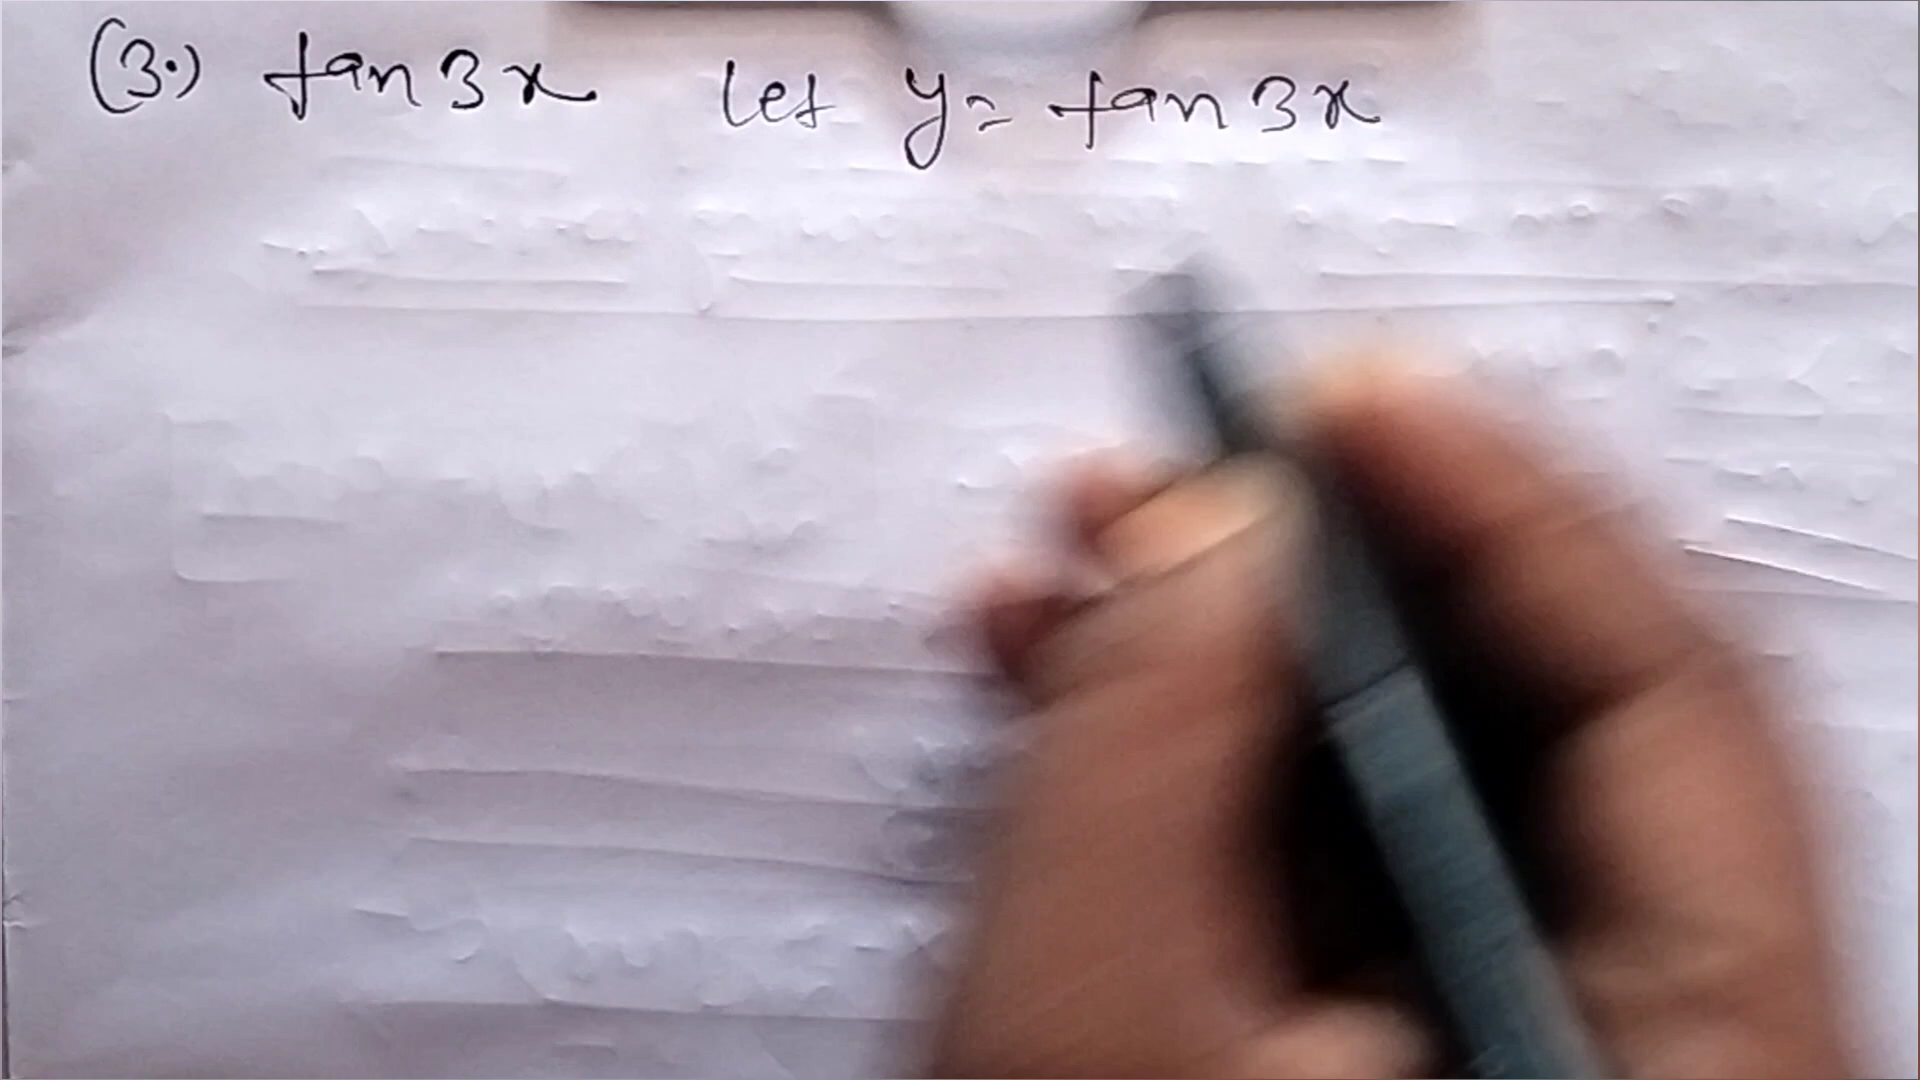 (3.) tan 3x let y = tan 3x